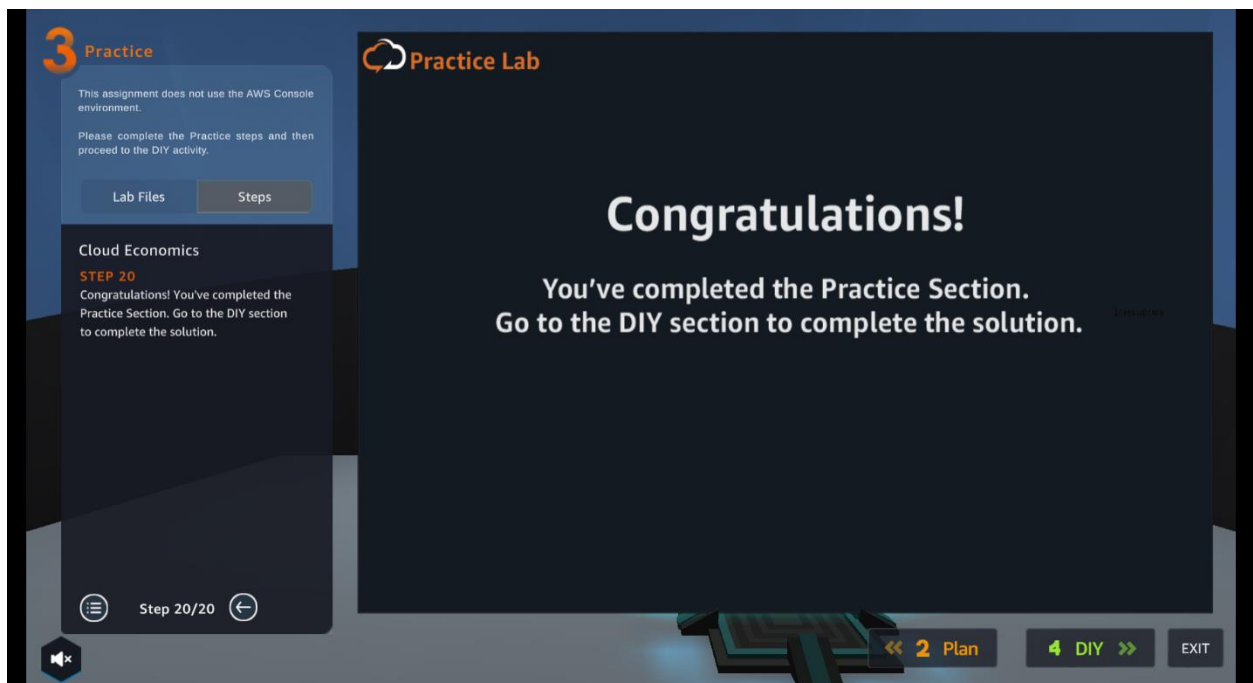 3 Practice
This assignment does not use the AWS Console
environment.
Please complete the Practice steps and then
proceed to the DIY activity.
Lab Files
Steps
Cloud Economics
STEP 20
Congratulations! You've completed the
Practice Section. Go to the DIY section
to complete the solution.
Step 20/20
Practice Lab
Congratulations!
You've completed the Practice Section.
Go to the DIY section to complete the solution.
2 Plan
4 DIY
EXIT